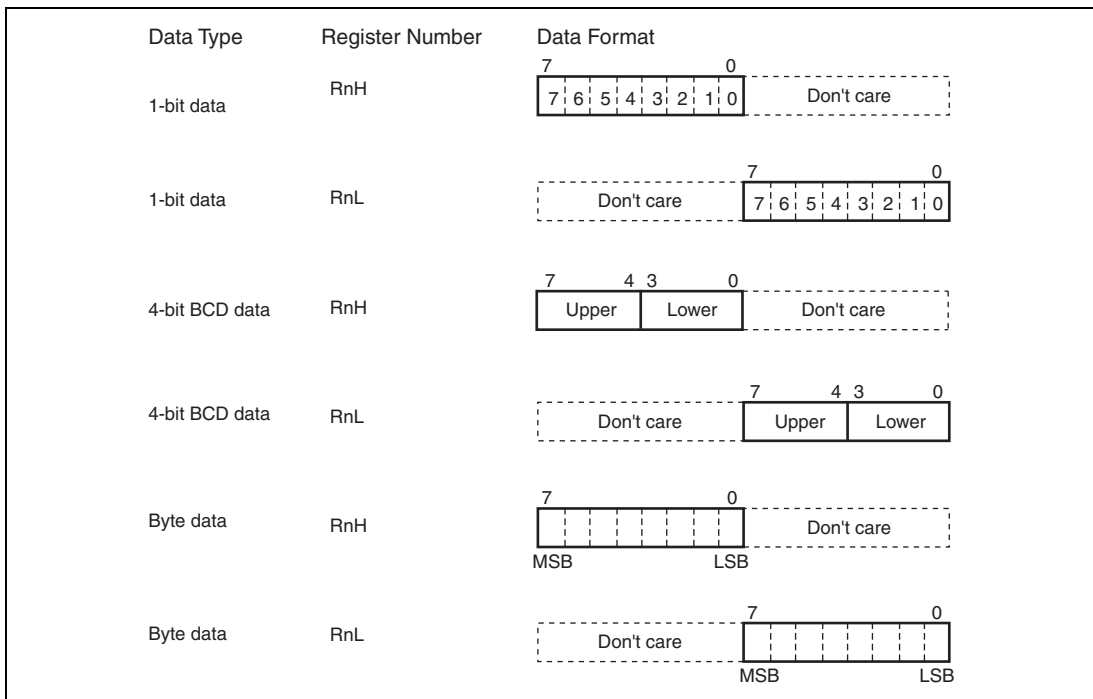 Data Type Register Number Data Format
7 0
1-bit data RnH 7 6 5 4 3 2 1 0 Don't care
7 0
1-bit data RnL Don't care 7 6 5 4 3 2 1 0
7 4 3 0
4-bit BCD data RnH Upper Lower Don't care
7 4 3 0
4-bit BCD data RnL Don't care Upper Lower
7 0
Byte data RnH Don't care
MSB LSB
7 0
Byte data RnL Don't care
MSB LSB